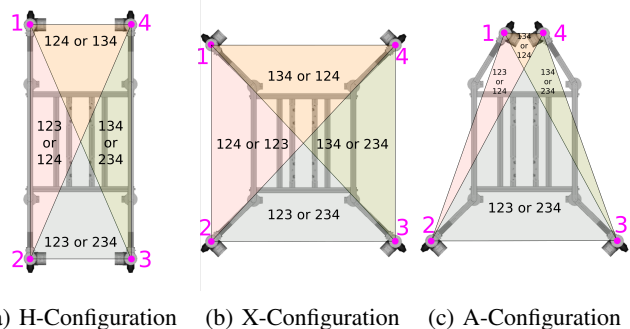 1
4
124 or 134
123
or
124
134
or
234
123 or 234
2
3
1
4
134 or 124
124 or 123
134 or 234
123 or 234
2
3
1
4
134
or
124
123
or
124
134
or
234
123 or 234
2
3
) H-Configuration
(b) X-Configuration
(c) A-Configuration